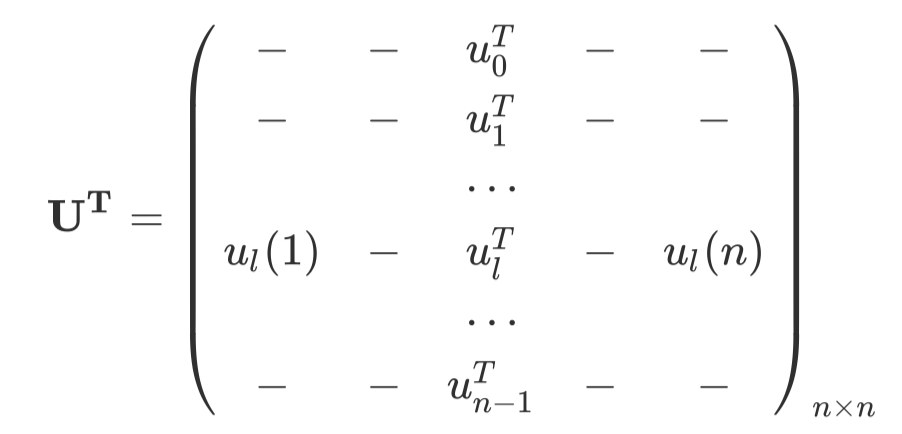 − − u_0^T − −
− − u_1^T − −
⋯
𝐔^𝐓 =
u_l(1) − u_l^T − u_l(n)
⋯
− − u_{n−1}^T − −
n×n